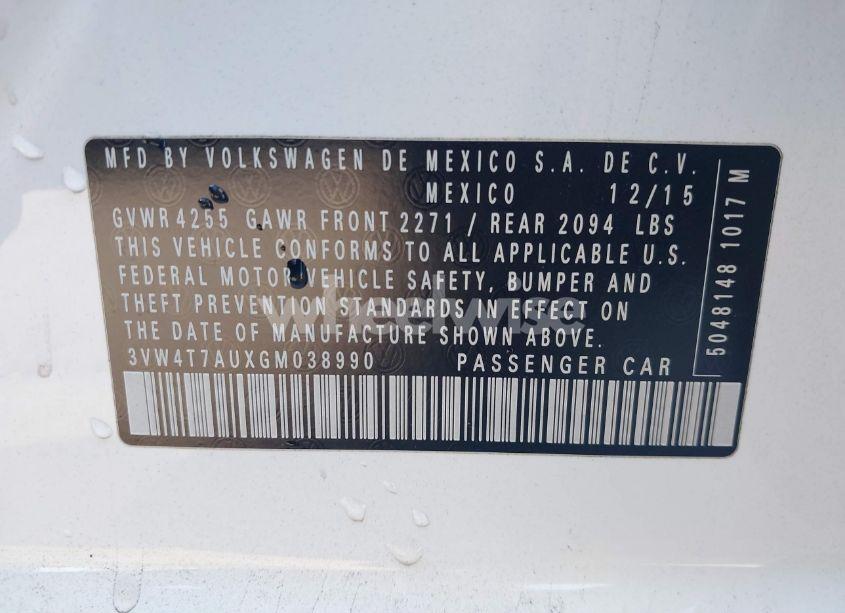 MFD BY VOLKSWAGEN DE MEXICO S.A. DE C.V.
MEXICO 12/15
GVWR 4255 GAWR FRONT 2271 / REAR 2094 LBS
THIS VEHICLE CONFORMS TO ALL APPLICABLE U.S.
FEDERAL MOTOR VEHICLE SAFETY, BUMPER AND
THEFT PREVENTION STANDARDS IN EFFECT ON
THE DATE OF MANUFACTURE SHOWN ABOVE.
3VW4T7AUXGM038990 PASSENGER CAR
5048148 1017 M
wheelwise